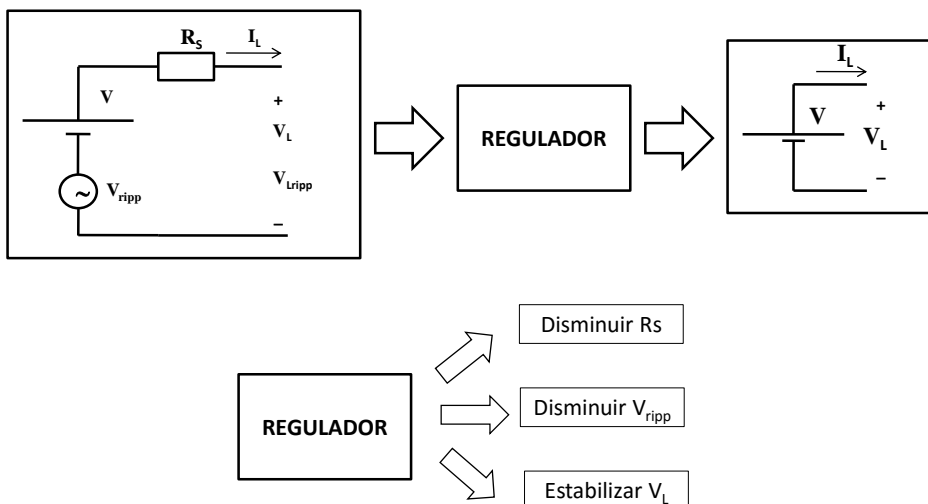 R_S I_L
V
+
V_L
~ V_ripp
V_Lripp
–
REGULADOR
I_L
V
+
V_L
–
REGULADOR
Disminuir Rs
Disminuir V_ripp
Estabilizar V_L